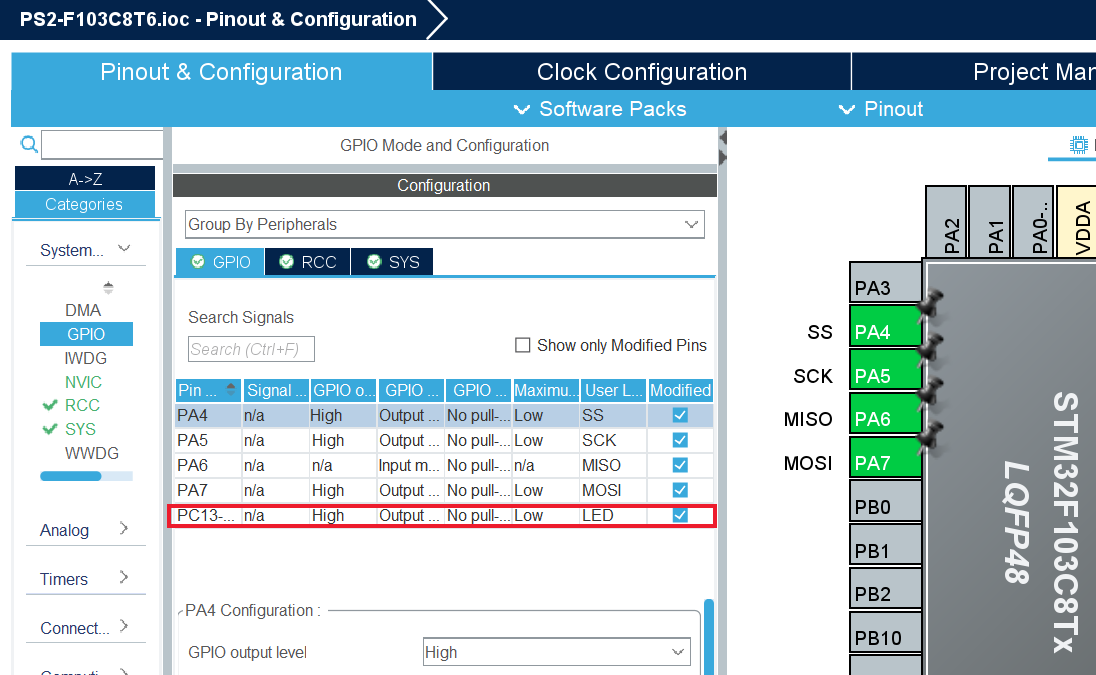 PS2-F103C8T6.ioc - Pinout & Configuration
Pinout & Configuration
Clock Configuration
Project Mar
Software Packs
Pinout
GPIO Mode and Configuration
A->Z
Categories
System...
DMA
GPIO
IWDG
NVIC
RCC
SYS
WWDG
Analog
Timers
Connect...
Configuration
Group By Peripherals
GPIO RCC SYS
Search Signals
Search (Ctrl+F)
Show only Modified Pins
Pin ... Signal ... GPIO o... GPIO ... GPIO ... Maximu... User L... Modified
PA4 n/a High Output ... No pull-... Low SS
PA5 n/a High Output ... No pull-... Low SCK
PA6 n/a n/a Input m... No pull-... n/a MISO
PA7 n/a High Output ... No pull-... Low MOSI
PC13-... n/a High Output ... No pull-... Low LED
PA4 Configuration :
GPIO output level High
PA2
PA1
PA0-..
VDDA
PA3
SS PA4
SCK PA5
MISO PA6
MOSI PA7
PB0
PB1
PB2
PB10
STM32F103C8Tx
LQFP48